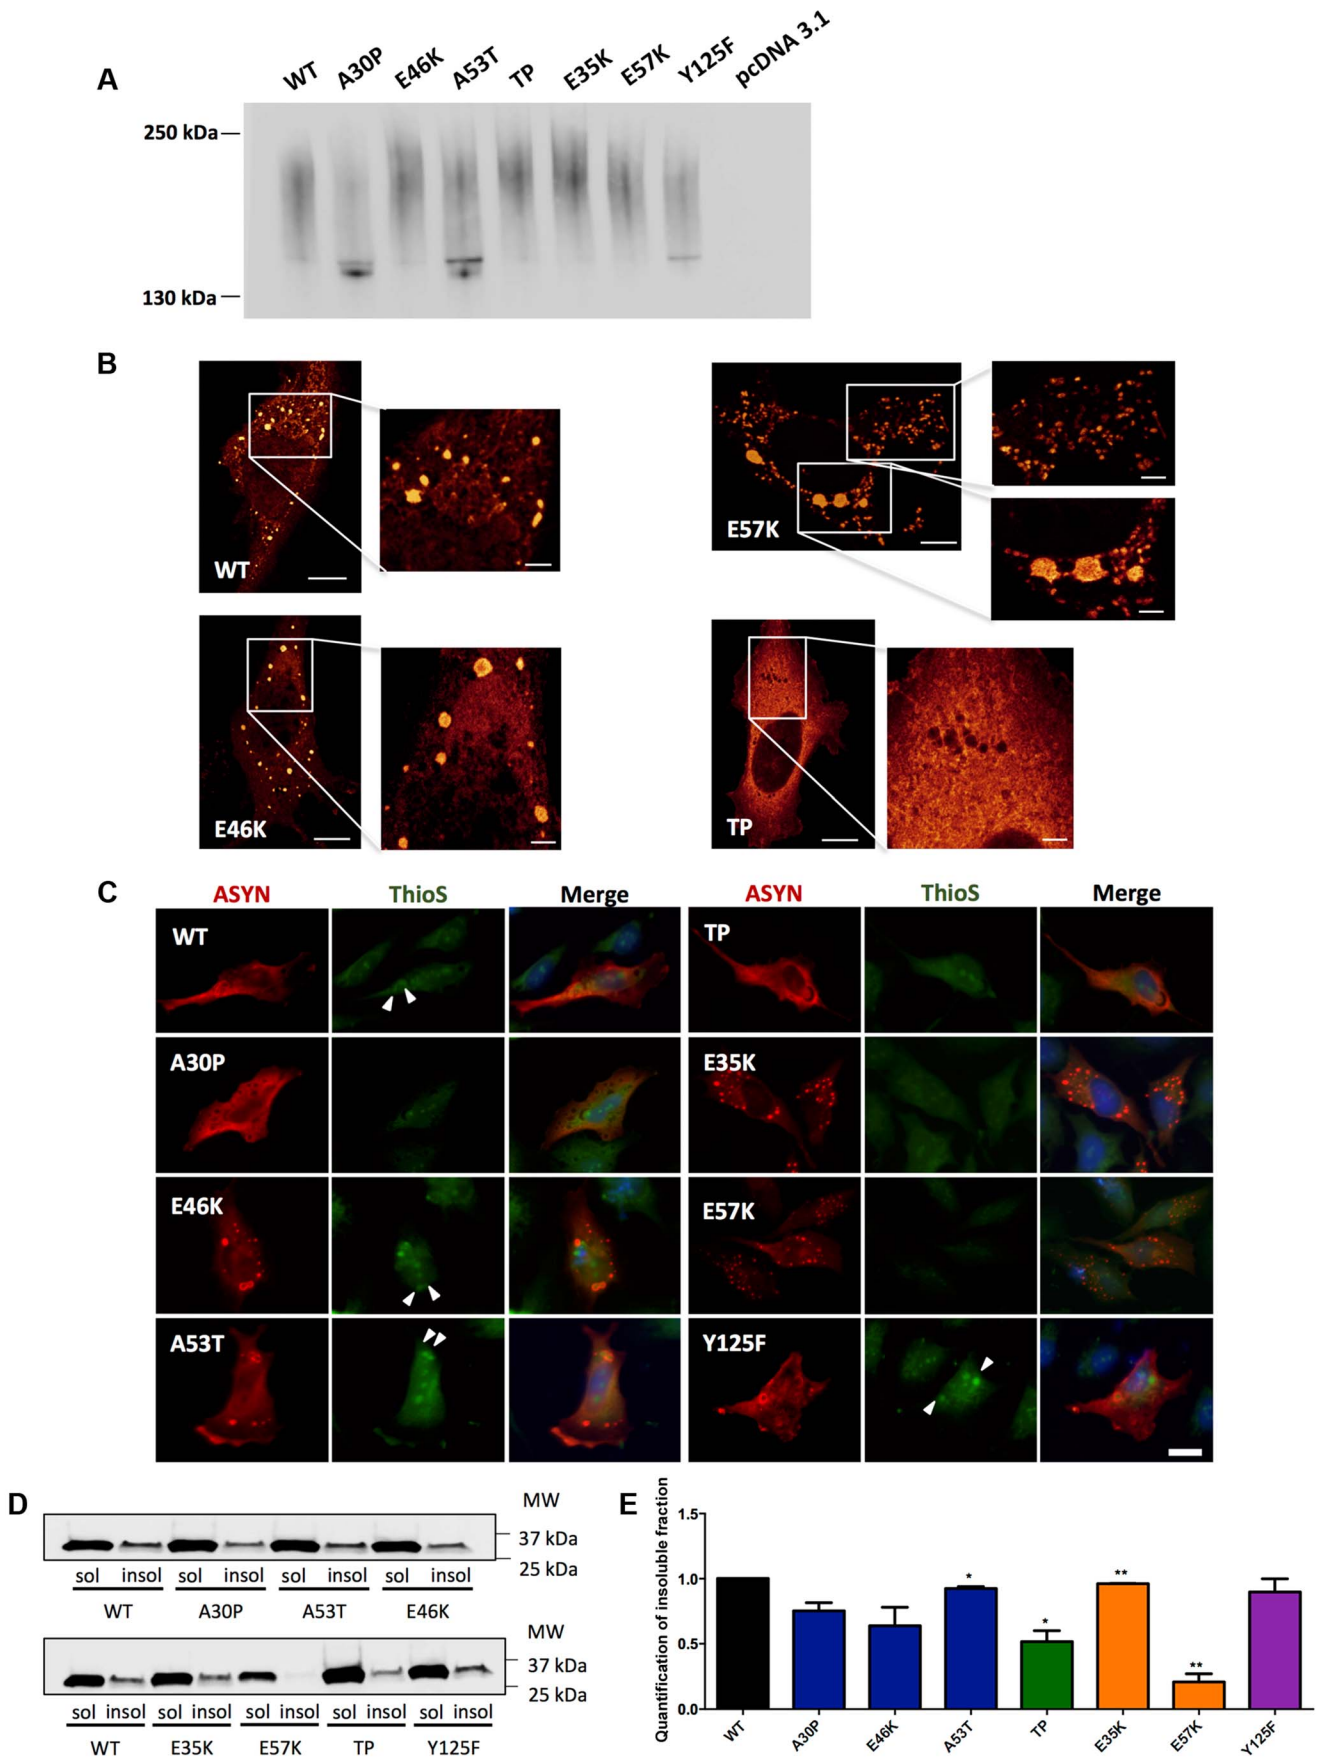 A
WT A30P E46K A53T TP E35K E57K Y125F pcDNA 3.1
250 kDa
130 kDa
B
WT
E57K
E46K
TP
C
ASYN ThioS Merge ASYN ThioS Merge
WT TP
A30P E35K
E46K E57K
A53T Y125F
D
MW
37 kDa
25 kDa
sol insol sol insol sol insol sol insol
WT A30P A53T E46K
MW
37 kDa
25 kDa
sol insol sol insol sol insol sol insol sol insol
WT E35K E57K TP Y125F
E
Quantification of insoluble fraction
1.5
1.0
0.5
0.0
* * ** **
WT A30P E46K A53T TP E35K E57K Y125F